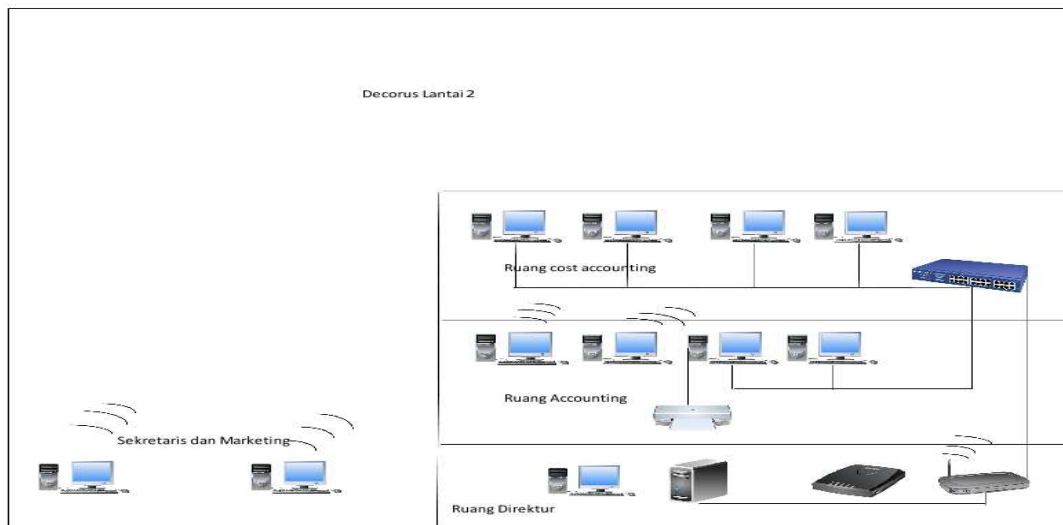 Decorus Lantai 2
Ruang cost accounting
Ruang Accounting
Sekretaris dan Marketing
Ruang Direktur